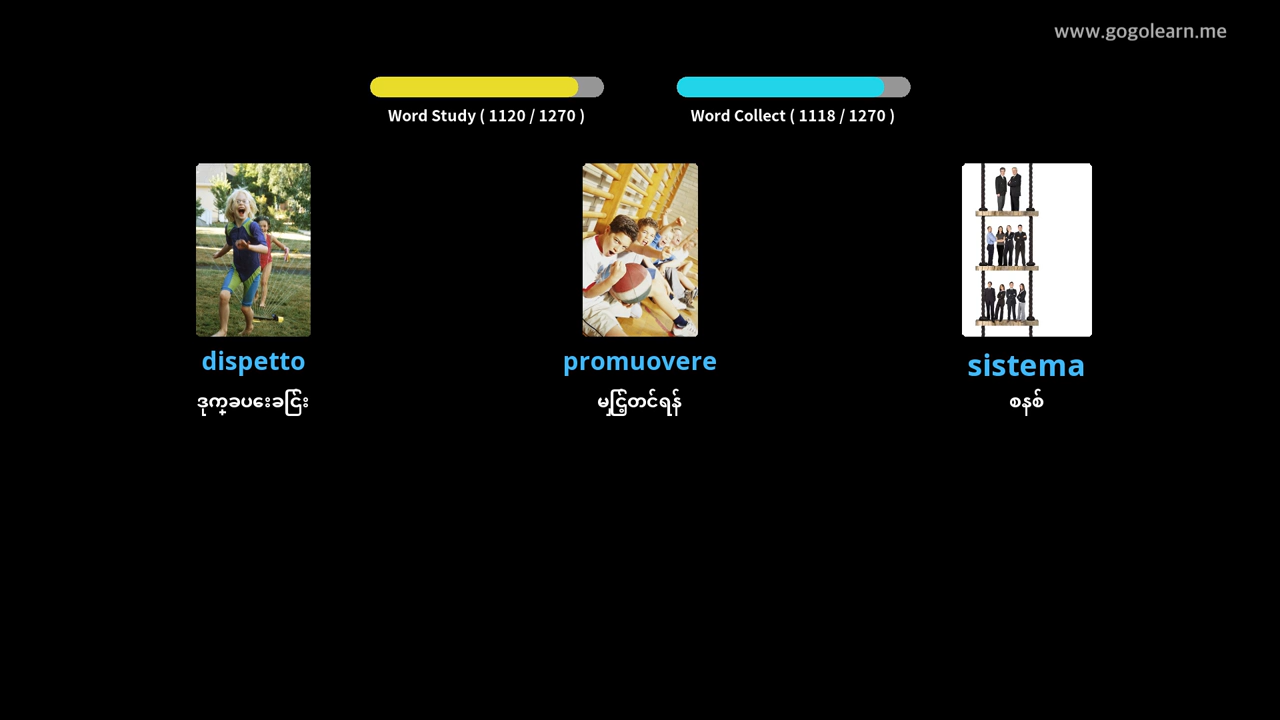 www.gogolearn.me
Word Study ( 1120 / 1270 )
Word Collect ( 1118 / 1270 )
dispetto
promuovere
sistema
ဒုက္ခပေးခြင်း
မြှင့်တင်ရန်
စနစ်